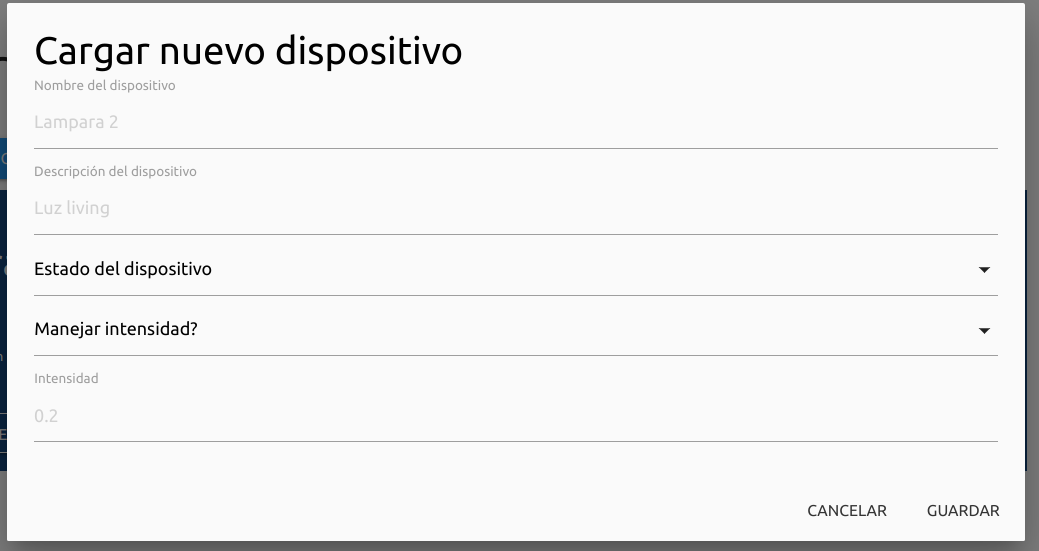 Cargar nuevo dispositivo
Nombre del dispositivo
Lampara 2
Descripción del dispositivo
Luz living
Estado del dispositivo
Manejar intensidad?
Intensidad
0.2
CANCELAR
GUARDAR